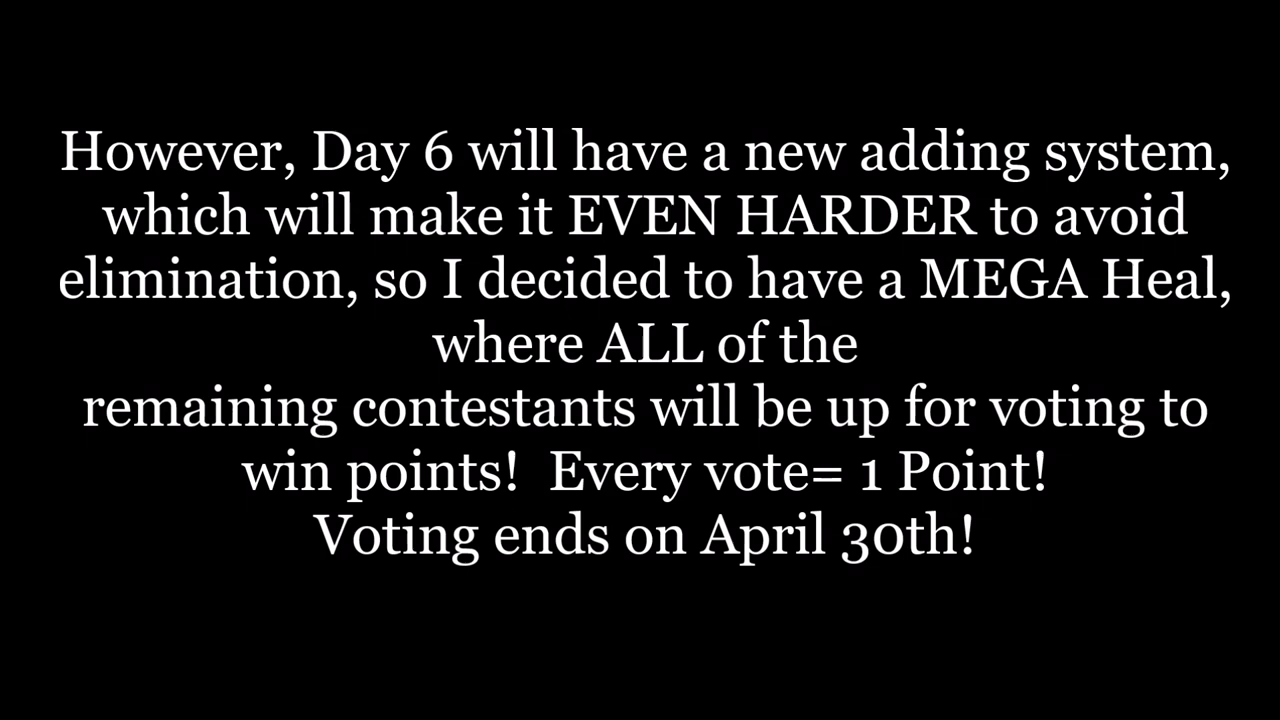 However, Day 6 will have a new adding system,
which will make it EVEN HARDER to avoid
elimination, so I decided to have a MEGA Heal,
where ALL of the
remaining contestants will be up for voting to
win points!  Every vote= 1 Point!
Voting ends on April 30th!